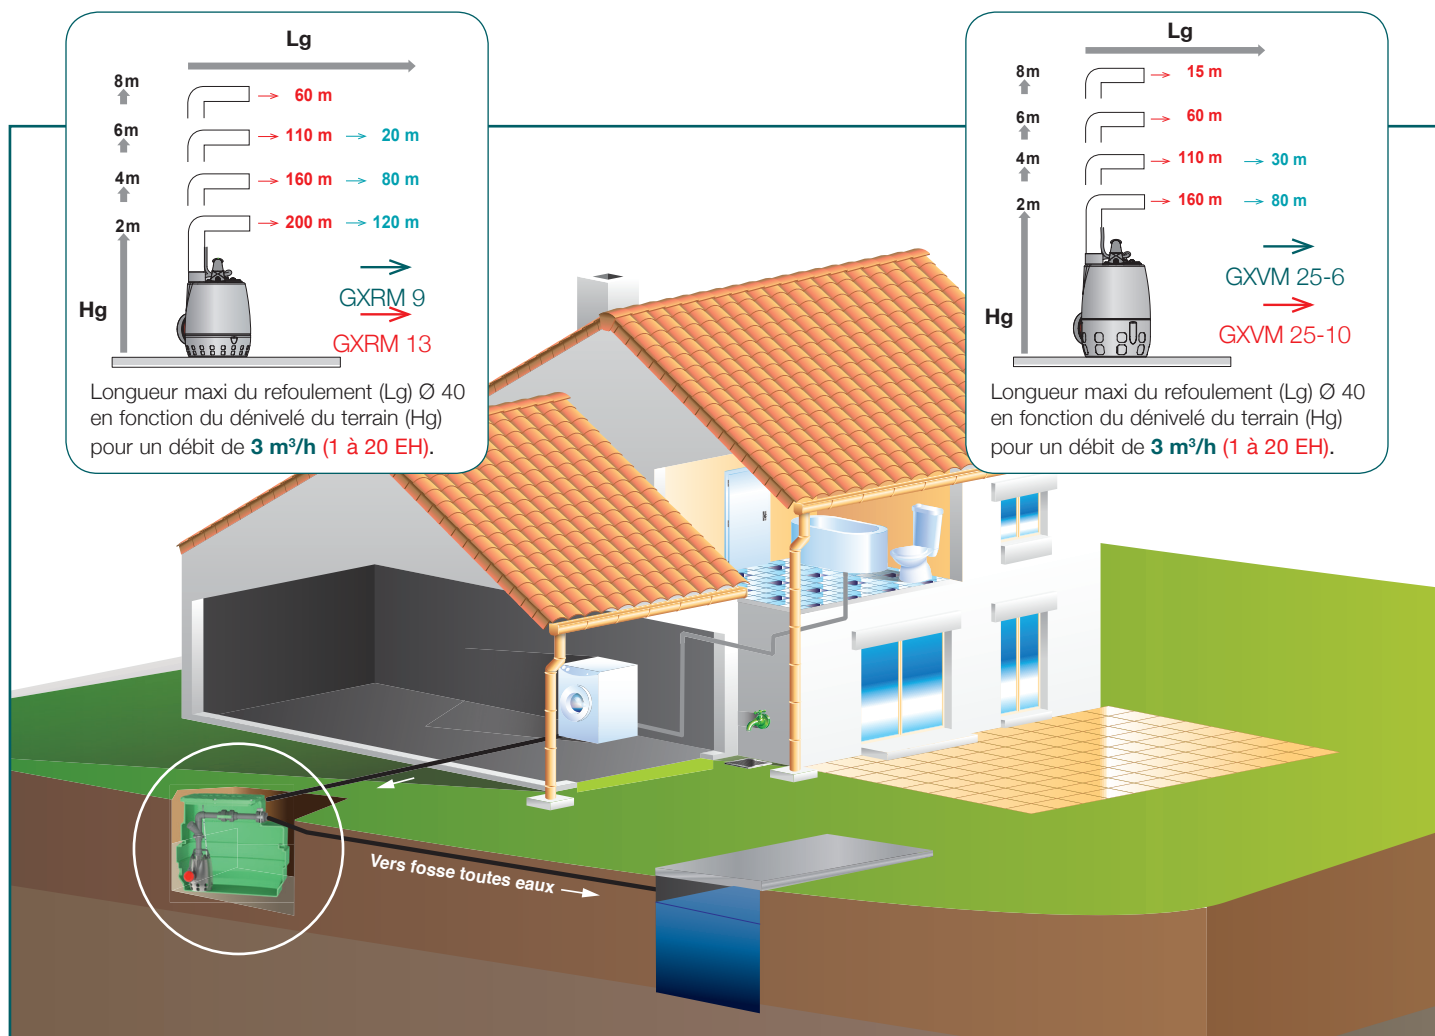 Lg
8m
60 m
6m
110 m 20 m
4m
160 m 80 m
2m
200 m 120 m
GXRM 9
Hg
GXRM 13
Longueur maxi du refoulement (Lg) Ø 40
en fonction du dénivelé du terrain (Hg)
pour un débit de 3 m³/h (1 à 20 EH).
Lg
8m
15 m
6m
60 m
4m
110 m 30 m
2m
160 m 80 m
GXVM 25-6
Hg
GXVM 25-10
Longueur maxi du refoulement (Lg) Ø 40
en fonction du dénivelé du terrain (Hg)
pour un débit de 3 m³/h (1 à 20 EH).
Vers fosse toutes eaux